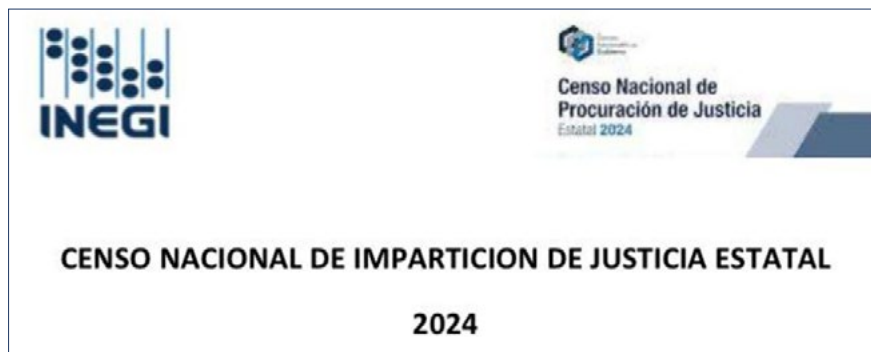 INEGI
Censo Nacional de
Procuración de Justicia
Estatal 2024
CENSO NACIONAL DE IMPARTICION DE JUSTICIA ESTATAL
2024